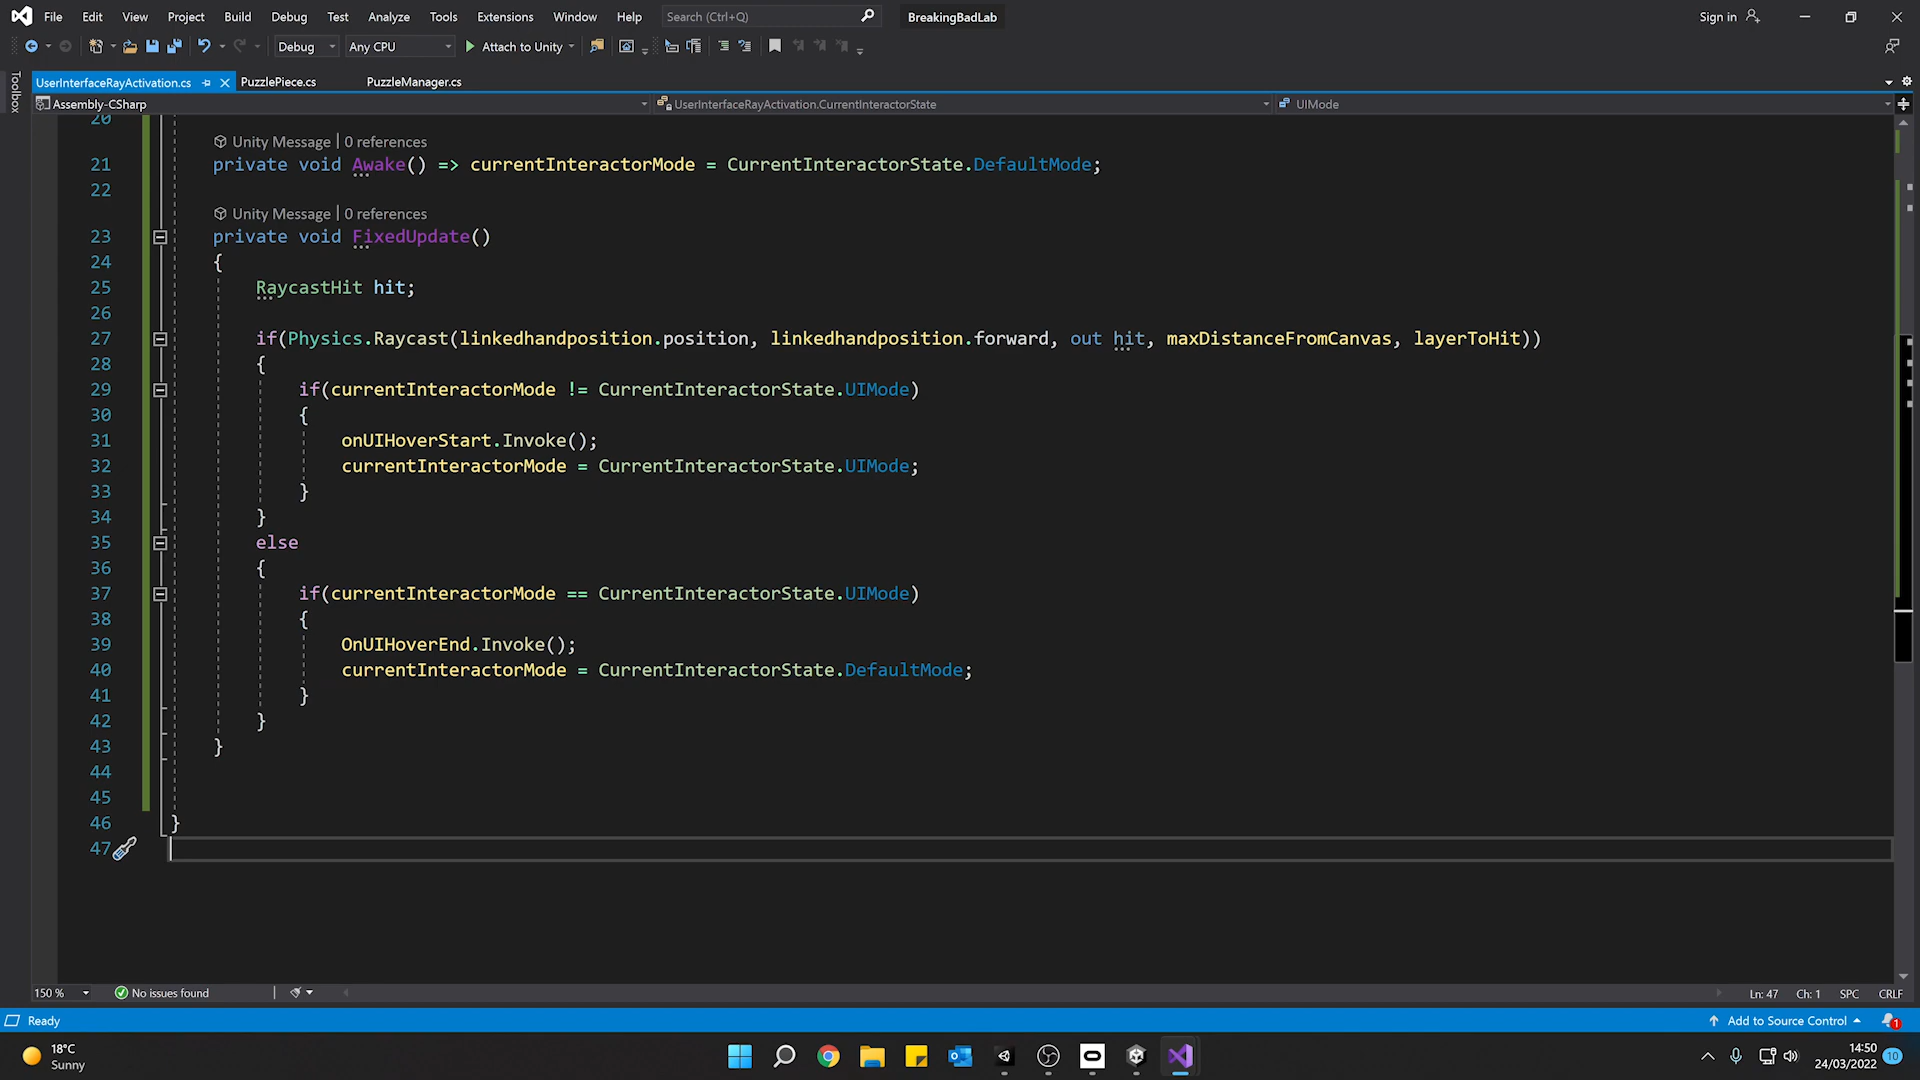 File Edit View Project Build Debug Test Analyze Tools Extensions Window Help Search (Ctrl+Q) BreakingBadLab Sign in
Debug Any CPU Attach to Unity
UserInterfaceRayActivation.cs PuzzlePiece.cs PuzzleManager.cs
Toolbox
Assembly-CSharp UserInterfaceRayActivation.CurrentInteractorState UIMode
20
Unity Message | 0 references
21 private void Awake() => currentInteractorMode = CurrentInteractorState.DefaultMode;
22
Unity Message | 0 references
23 private void FixedUpdate()
24 {
25 RaycastHit hit;
26
27 if(Physics.Raycast(linkedhandposition.position, linkedhandposition.forward, out hit, maxDistanceFromCanvas, layerToHit))
28 {
29 if(currentInteractorMode != CurrentInteractorState.UIMode)
30 {
31 onUIHoverStart.Invoke();
32 currentInteractorMode = CurrentInteractorState.UIMode;
33 }
34 }
35 else
36 {
37 if(currentInteractorMode == CurrentInteractorState.UIMode)
38 {
39 OnUIHoverEnd.Invoke();
40 currentInteractorMode = CurrentInteractorState.DefaultMode;
41 }
42 }
43 }
44
45
46 }
47
150 % No issues found Ln: 47 Ch: 1 SPC CRLF
Ready Add to Source Control 1
18°C
Sunny
14:50
24/03/2022 10